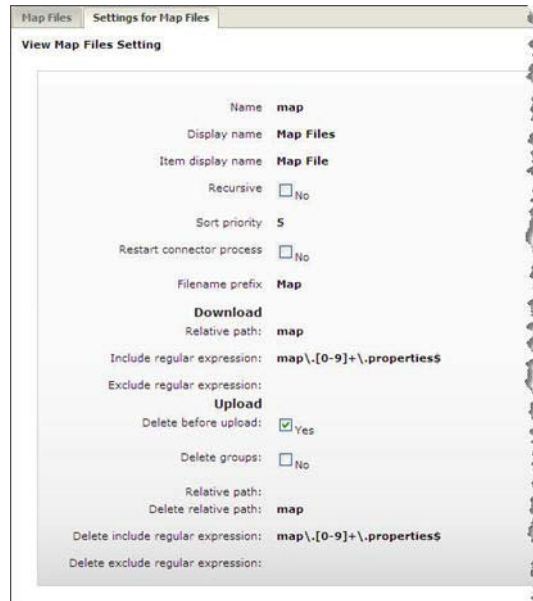 Map Files Settings for Map Files
View Map Files Setting
Name map
Display name Map Files
Item display name Map File
Recursive No
Sort priority 5
Restart connector process No
Filename prefix Map
Download
Relative path: map
Include regular expression: map\.[0-9]+\.properties$
Exclude regular expression:
Upload
Delete before upload: Yes
Delete groups: No
Relative path:
Delete relative path: map
Delete include regular expression: map\.[0-9]+\.properties$
Delete exclude regular expression: